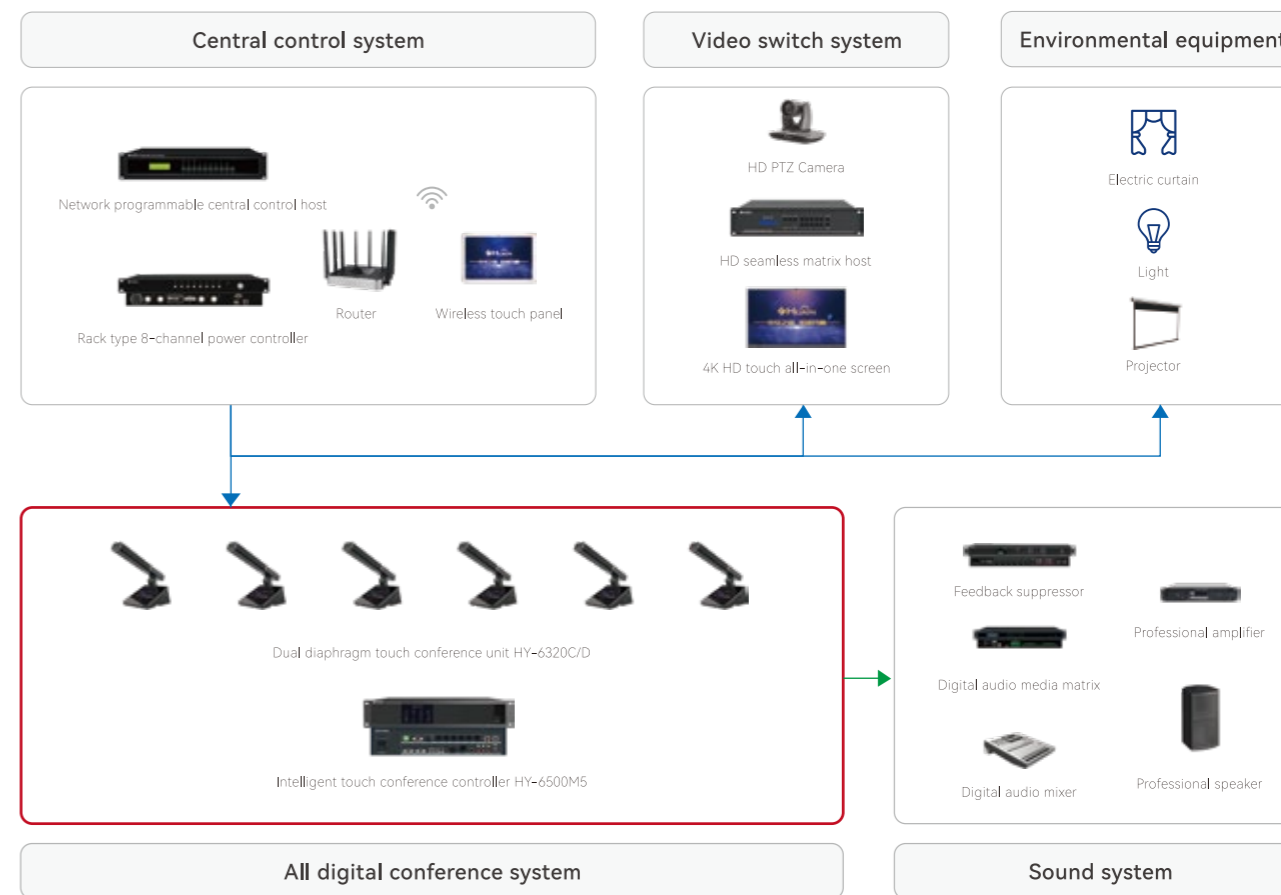 Central control system
Video switch system
Environmental equipment
Network programmable central control host
Rack type 8-channel power controller
Router
Wireless touch panel
HD PTZ Camera
HD seamless matrix host
4K HD touch all-in-one screen
Electric curtain
Light
Projector
Dual diaphragm touch conference unit HY-6320C/D
Intelligent touch conference controller HY-6500M5
Feedback suppressor
Professional amplifier
Digital audio media matrix
Digital audio mixer
Professional speaker
All digital conference system
Sound system